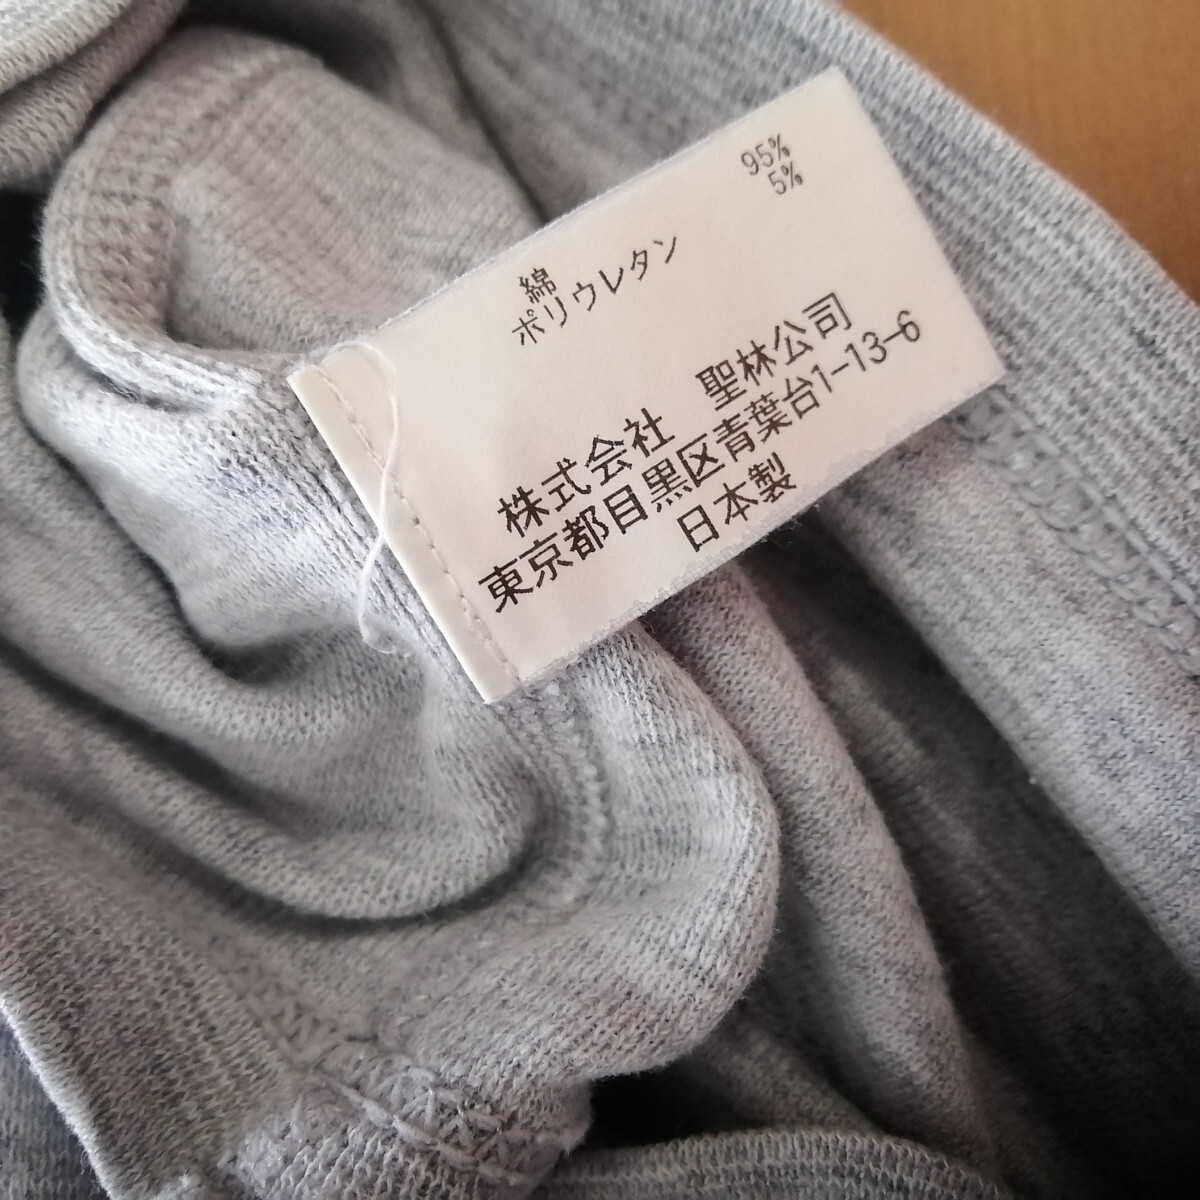 綿 95%
ポリウレタン 5%
株式会社 聖林公司
東京都目黒区青葉台1-13-6
日本製